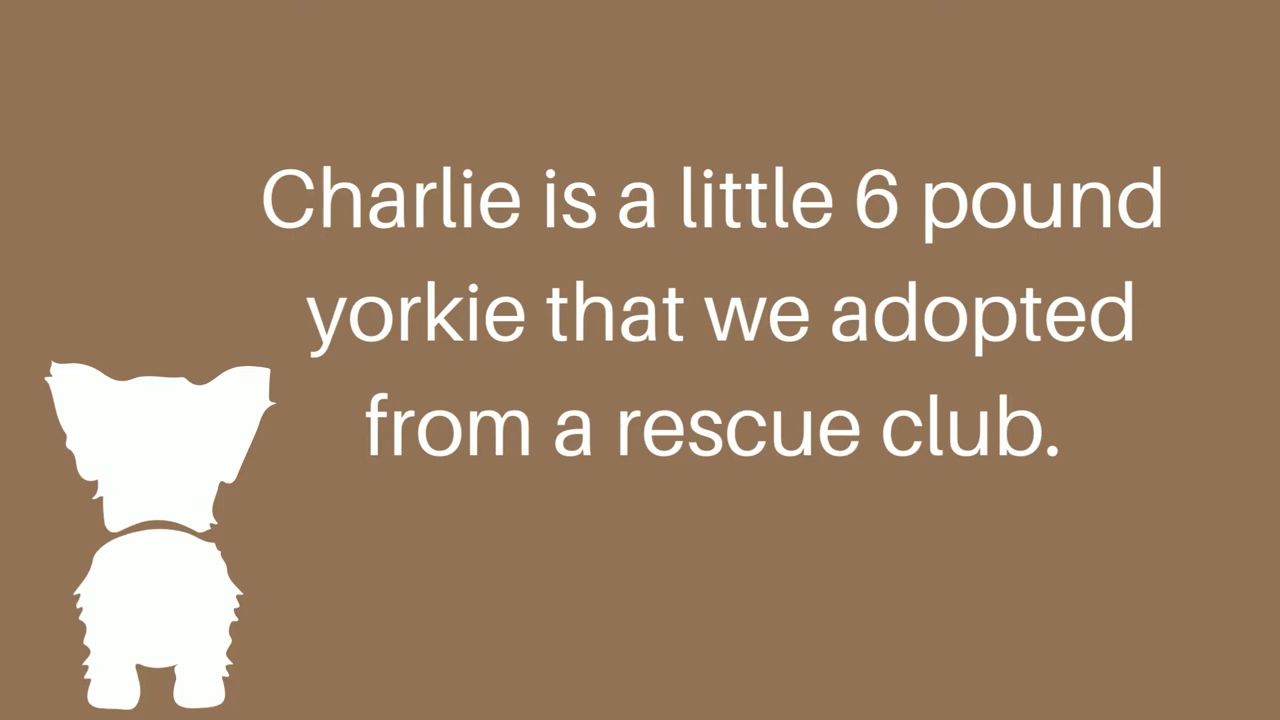 Charlie is a little 6 pound
yorkie that we adopted
from a rescue club.